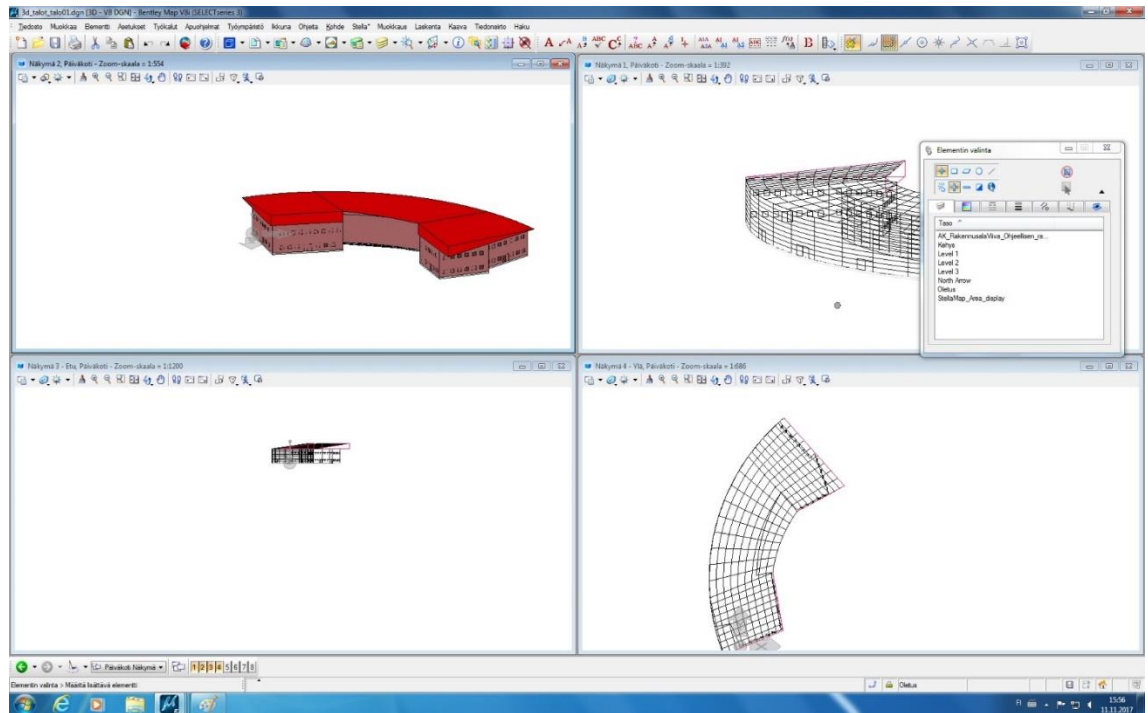 3d_talot_talo01.dgn [3D - V8 DGN] - Bentley Map V8i (SELECTseries 3)
Tiedosto Muokkaa Elementti Asetukset Työkalut Apuohjelmat Työympäristö Ikkuna Ohjeita Kohde Stella* Muokkaus Laskenta Kaava Tiedonsiirto Haku
Näkymä 2, Päiväkoti - Zoom-skaala = 1:554
Näkymä 1, Päiväkoti - Zoom-skaala = 1:392
Elementin valinta
Taso
AK_RakennusalaViiva_Ohjeellisen_ra...
Kehys
Level 1
Level 2
Level 3
North Arrow
Oletus
StellaMap_Area_display
Näkymä 3 - Etu, Päiväkoti - Zoom-skaala = 1:1200
Näkymä 4 - Ylä, Päiväkoti - Zoom-skaala = 1:686
Päiväkoti Näkymä
1 2 3 4 5 6 7 8
Elementin valinta > Määritä lisättävä elementti
Oletus
FI
15:56
11.11.2017